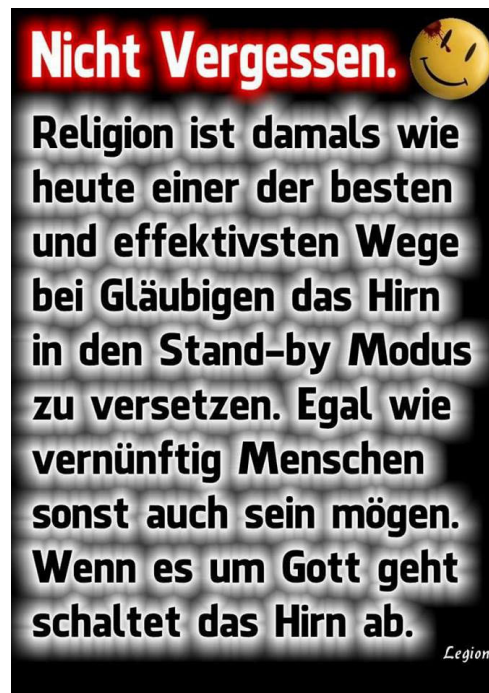 Nicht Vergessen.
Religion ist damals wie
heute einer der besten
und effektivsten Wege
bei Gläubigen das Hirn
in den Stand-by Modus
zu versetzen. Egal wie
vernünftig Menschen
sonst auch sein mögen.
Wenn es um Gott geht
schaltet das Hirn ab.
Legion